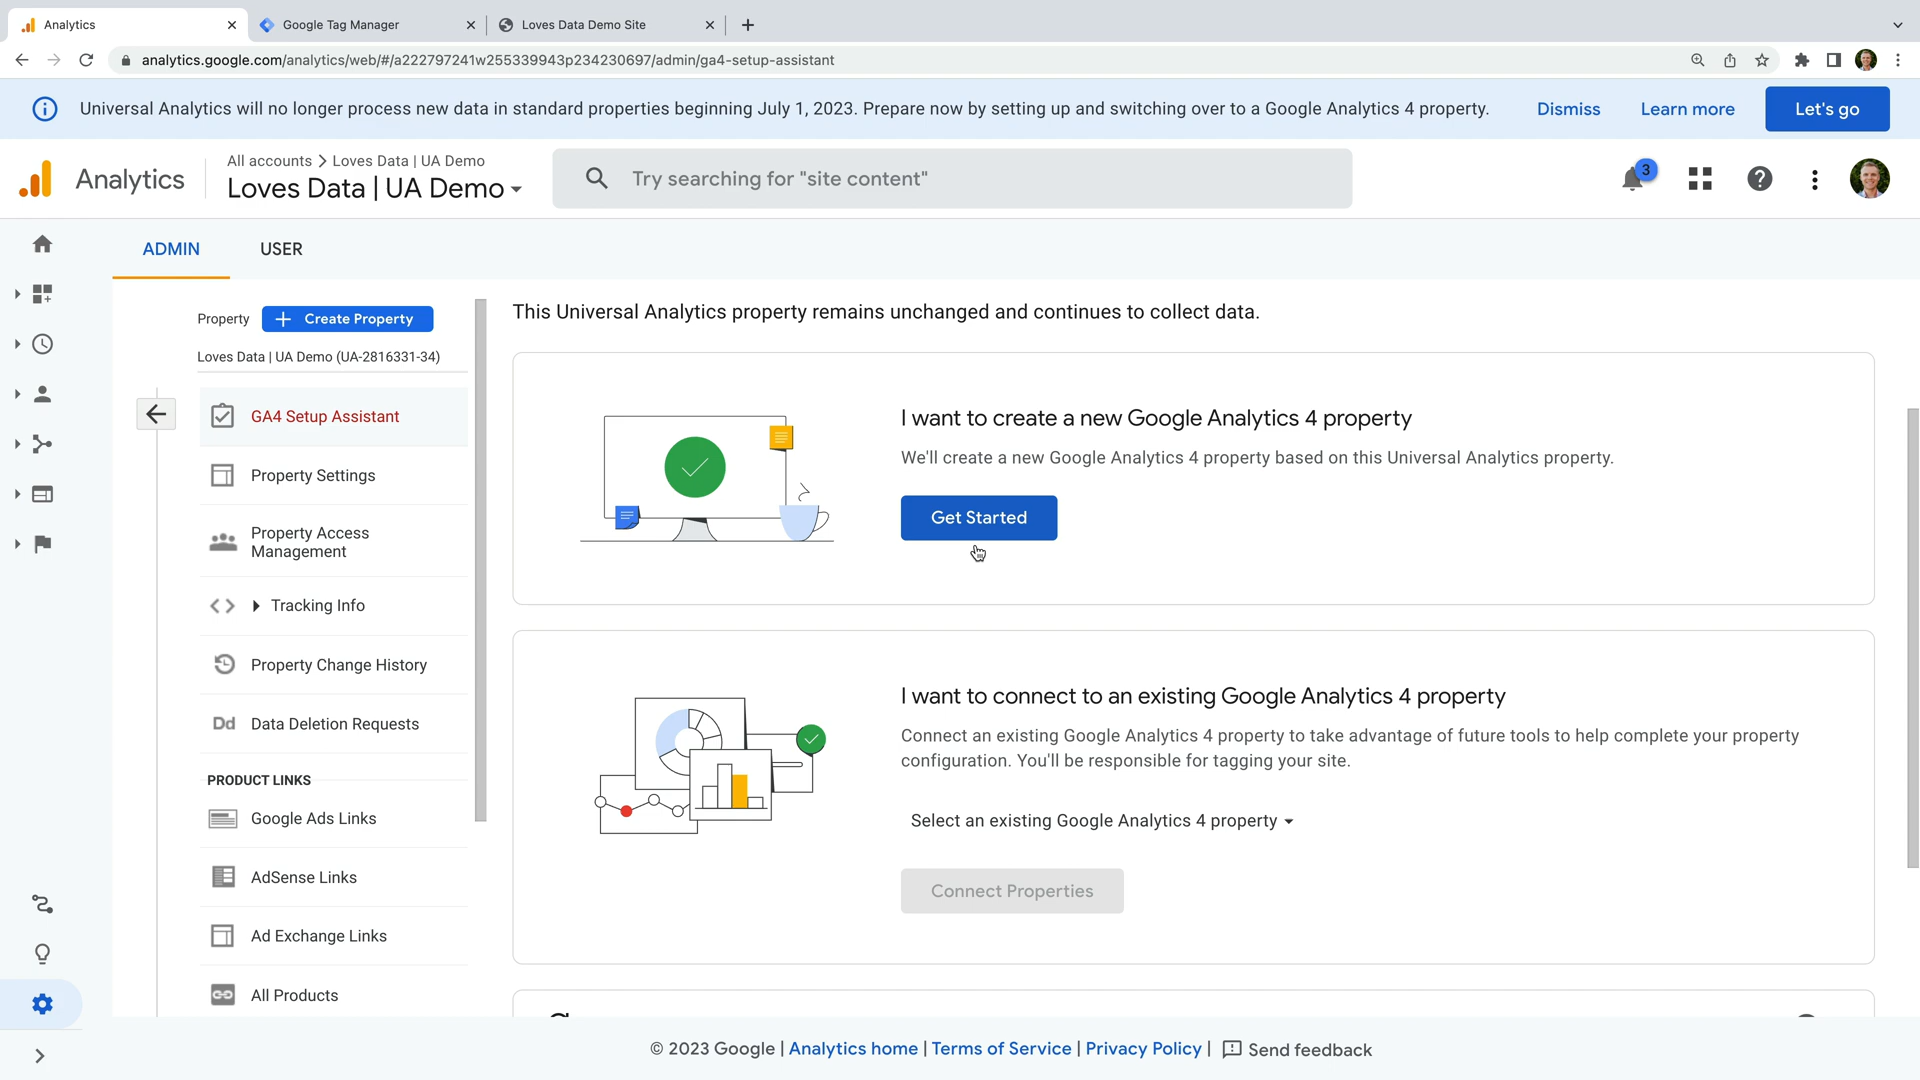 Analytics
Google Tag Manager
Loves Data Demo Site
analytics.google.com/analytics/web/#/a222797241w255339943p234230697/admin/ga4-setup-assistant
Universal Analytics will no longer process new data in standard properties beginning July 1, 2023. Prepare now by setting up and switching over to a Google Analytics 4 property.
Dismiss
Learn more
Let's go
Analytics
All accounts > Loves Data | UA Demo
Loves Data | UA Demo
Try searching for "site content"
3
ADMIN
USER
Property
+ Create Property
Loves Data | UA Demo (UA-2816331-34)
GA4 Setup Assistant
Property Settings
Property Access
Management
Tracking Info
Property Change History
Dd Data Deletion Requests
PRODUCT LINKS
Google Ads Links
AdSense Links
Ad Exchange Links
All Products
This Universal Analytics property remains unchanged and continues to collect data.
I want to create a new Google Analytics 4 property
We'll create a new Google Analytics 4 property based on this Universal Analytics property.
Get Started
I want to connect to an existing Google Analytics 4 property
Connect an existing Google Analytics 4 property to take advantage of future tools to help complete your property
configuration. You'll be responsible for tagging your site.
Select an existing Google Analytics 4 property
Connect Properties
© 2023 Google | Analytics home | Terms of Service | Privacy Policy | Send feedback